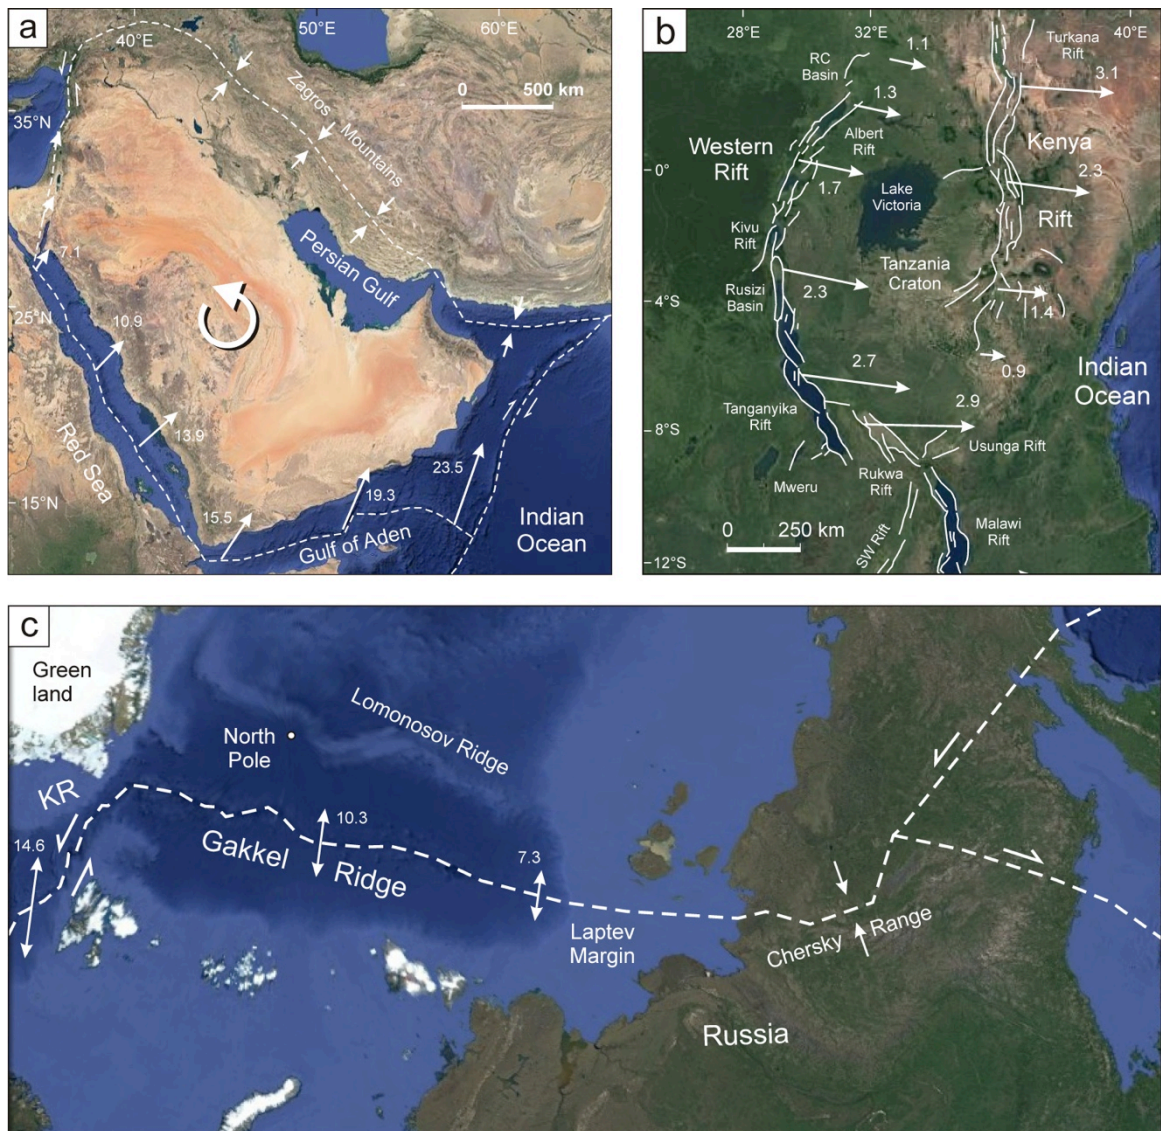 a
40°E
50°E
60°E
0
500 km
35°N
Zagros
Mountains
Persian Gulf
7.1
25°N
10.9
Red Sea
13.9
15°N
15.5
19.3
23.5
Gulf of Aden
Indian
Ocean
b
28°E
32°E
40°E
RC
Basin
1.1
Turkana
Rift
3.1
1.3
Albert
Rift
Western
Rift
Kenya
Rift
0°
1.7
2.3
Lake
Victoria
Kivu
Rift
Rusizi
Basin
2.3
Tanzania
Craton
4°S
1.4
0.9
Indian
Ocean
2.7
2.9
Tanganyika
Rift
8°S
Usunga Rift
Mweru
Rukwa
Rift
0
250 km
SW Rift
Malawi
Rift
12°S
c
Green
land
North
Pole
Lomonosov Ridge
KR
14.6
10.3
Gakkel
Ridge
7.3
Laptev
Margin
Chersky
Range
Russia